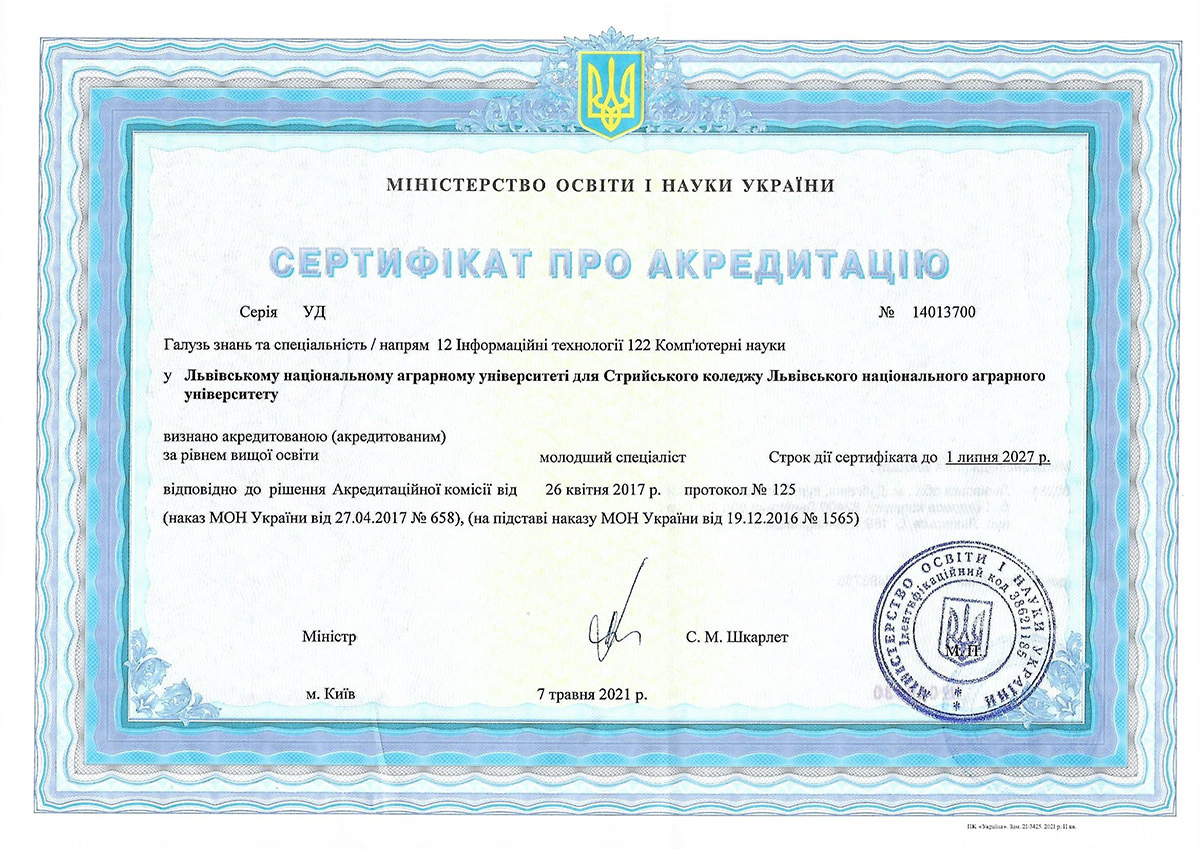 МІНІСТЕРСТВО ОСВІТИ І НАУКИ УКРАЇНИ
СЕРТИФІКАТ ПРО АКРЕДИТАЦІЮ
Серія УД № 14013700
Галузь знань та спеціальність / напрям 12 Інформаційні технології 122 Комп'ютерні науки
у Львівському національному аграрному університеті для Стрийського коледжу Львівського національного аграрного
університету
визнано акредитованою (акредитованим)
за рівнем вищої освіти молодший спеціаліст Строк дії сертифіката до 1 липня 2027 р.
відповідно до рішення Акредитаційної комісії від 26 квітня 2017 р. протокол № 125
(наказ МОН України від 27.04.2017 № 658), (на підставі наказу МОН України від 19.12.2016 № 1565)
Міністр С. М. Шкарлет
МІНІСТЕРСТВО ОСВІТИ І НАУКИ УКРАЇНИ
Ідентифікаційний код 38621185
М. П.
м. Київ 7 травня 2021 р.
ПК «Україна». Зам. 21-3425. 2021 р. II кв.